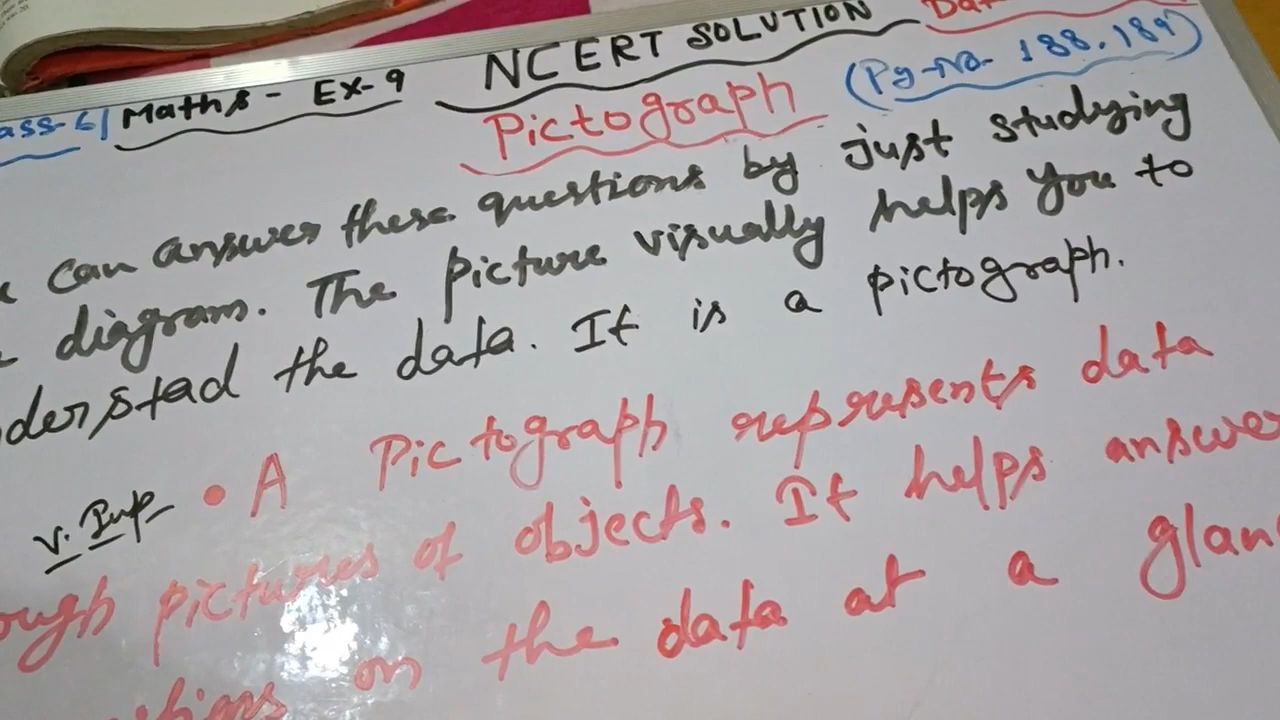 NCERT SOLUTION
ass-6/ Maths - EX-9
Pictograph
(Pg-No- 188, 189)
can answer these questions by just studying
diagram. The picture visually helps you to
derstad the data. It is a pictograph.
V. Imp • A Pictograph represents data
ough pictures of objects. It helps answer
on the data at a glan